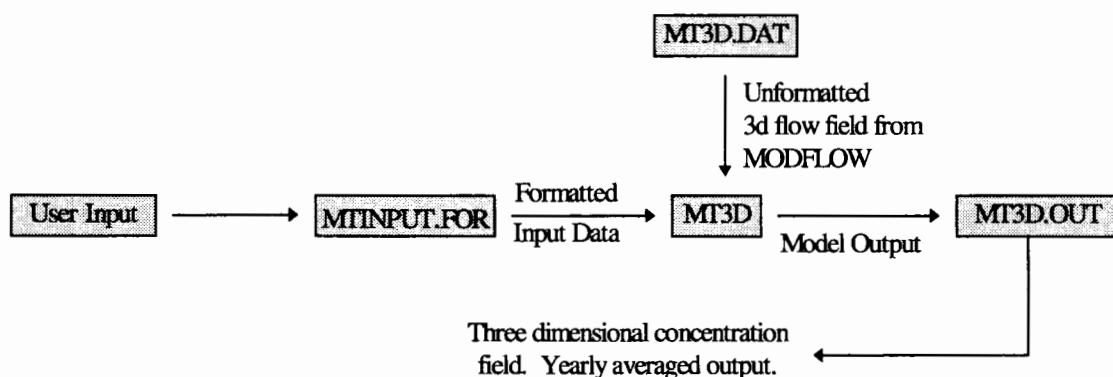 MT3D.DAT
Unformatted
3d flow field from
MODFLOW
User Input
MTINPUT.FOR
Formatted
Input Data
MT3D
Model Output
MT3D.OUT
Three dimensional concentration
field. Yearly averaged output.